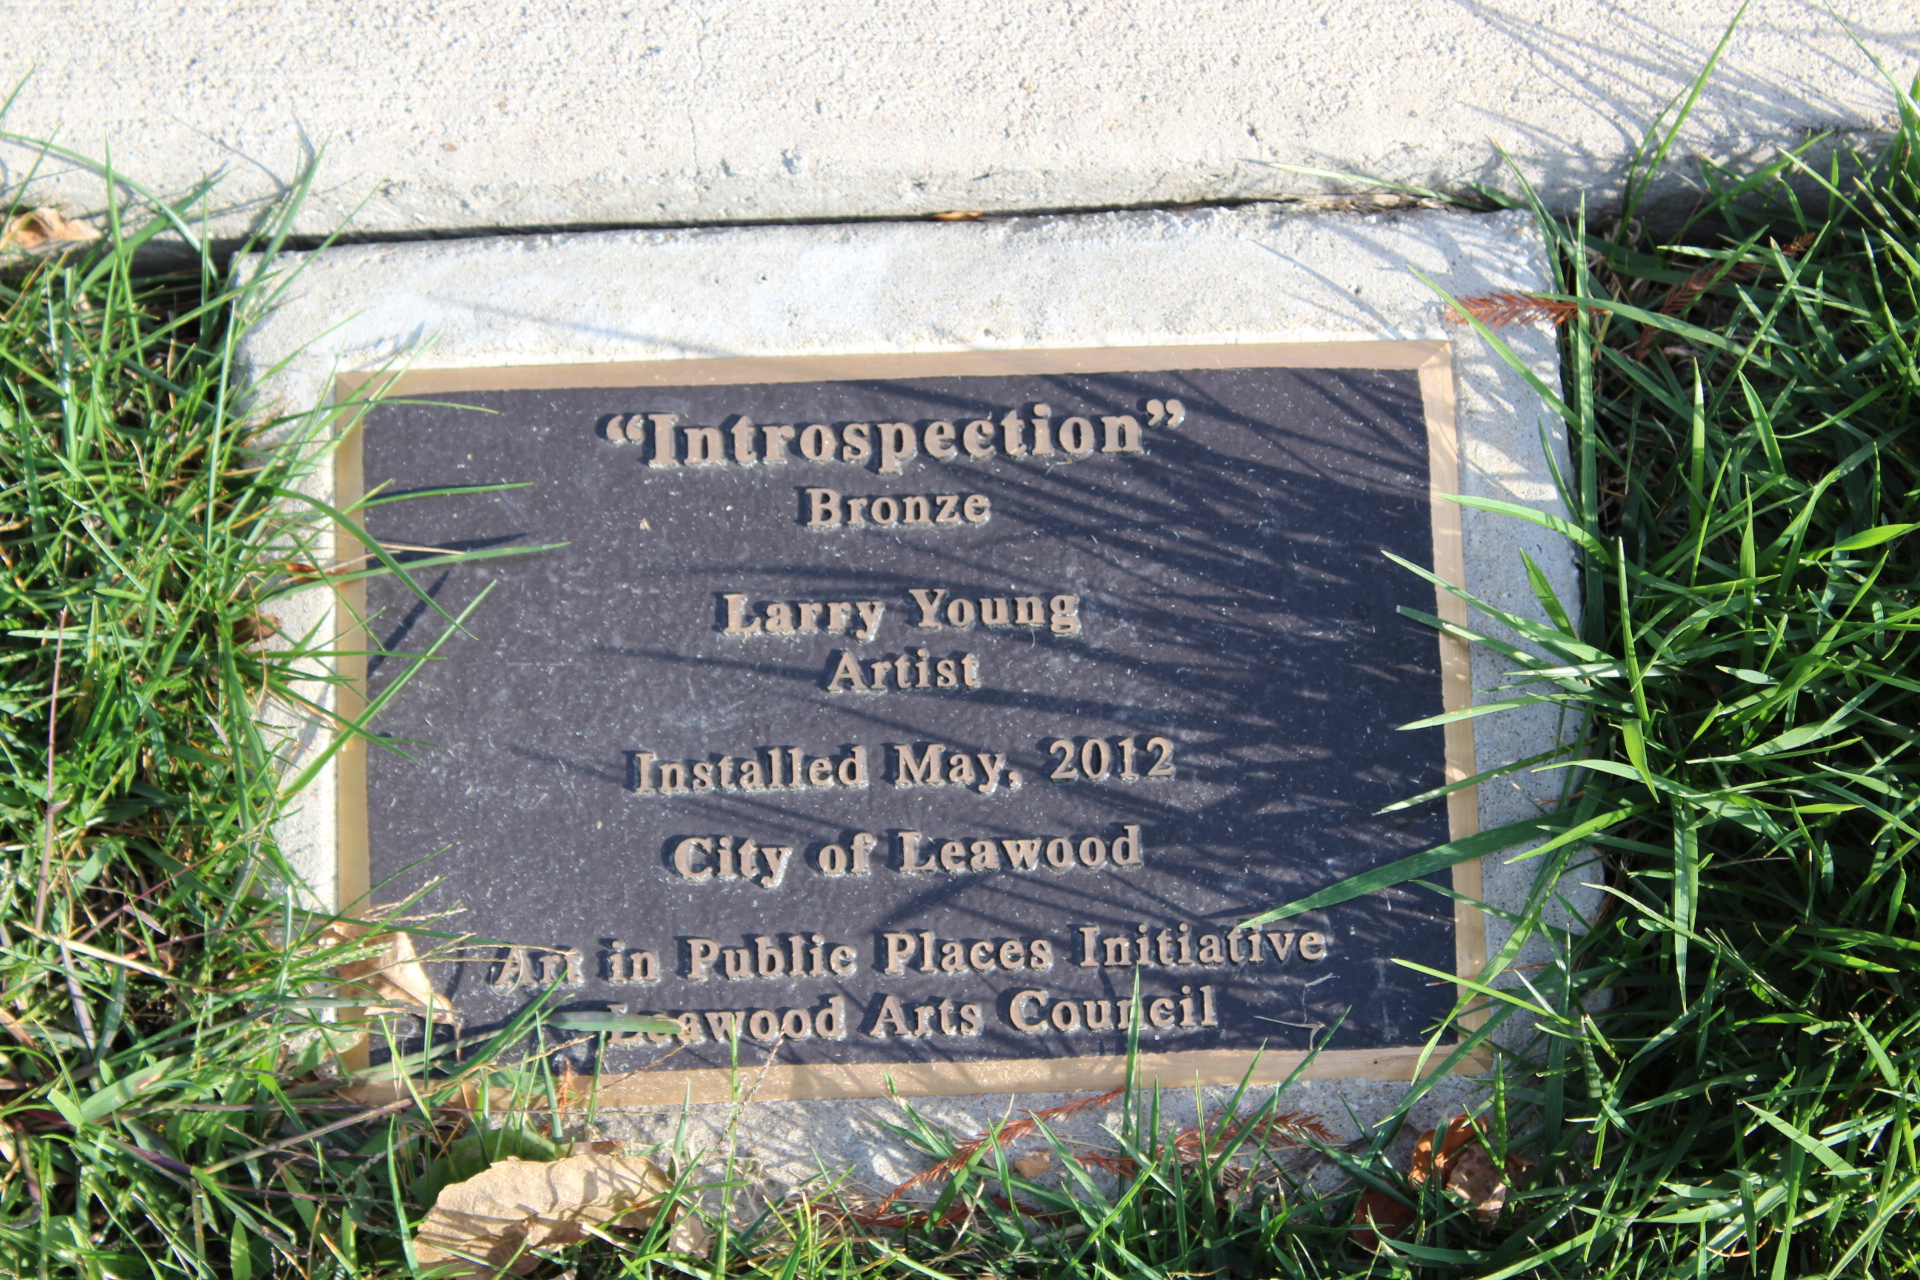 “Introspection”
Bronze
Larry Young
Artist
Installed May, 2012
City of Leawood
Art in Public Places Initiative
Leawood Arts Council